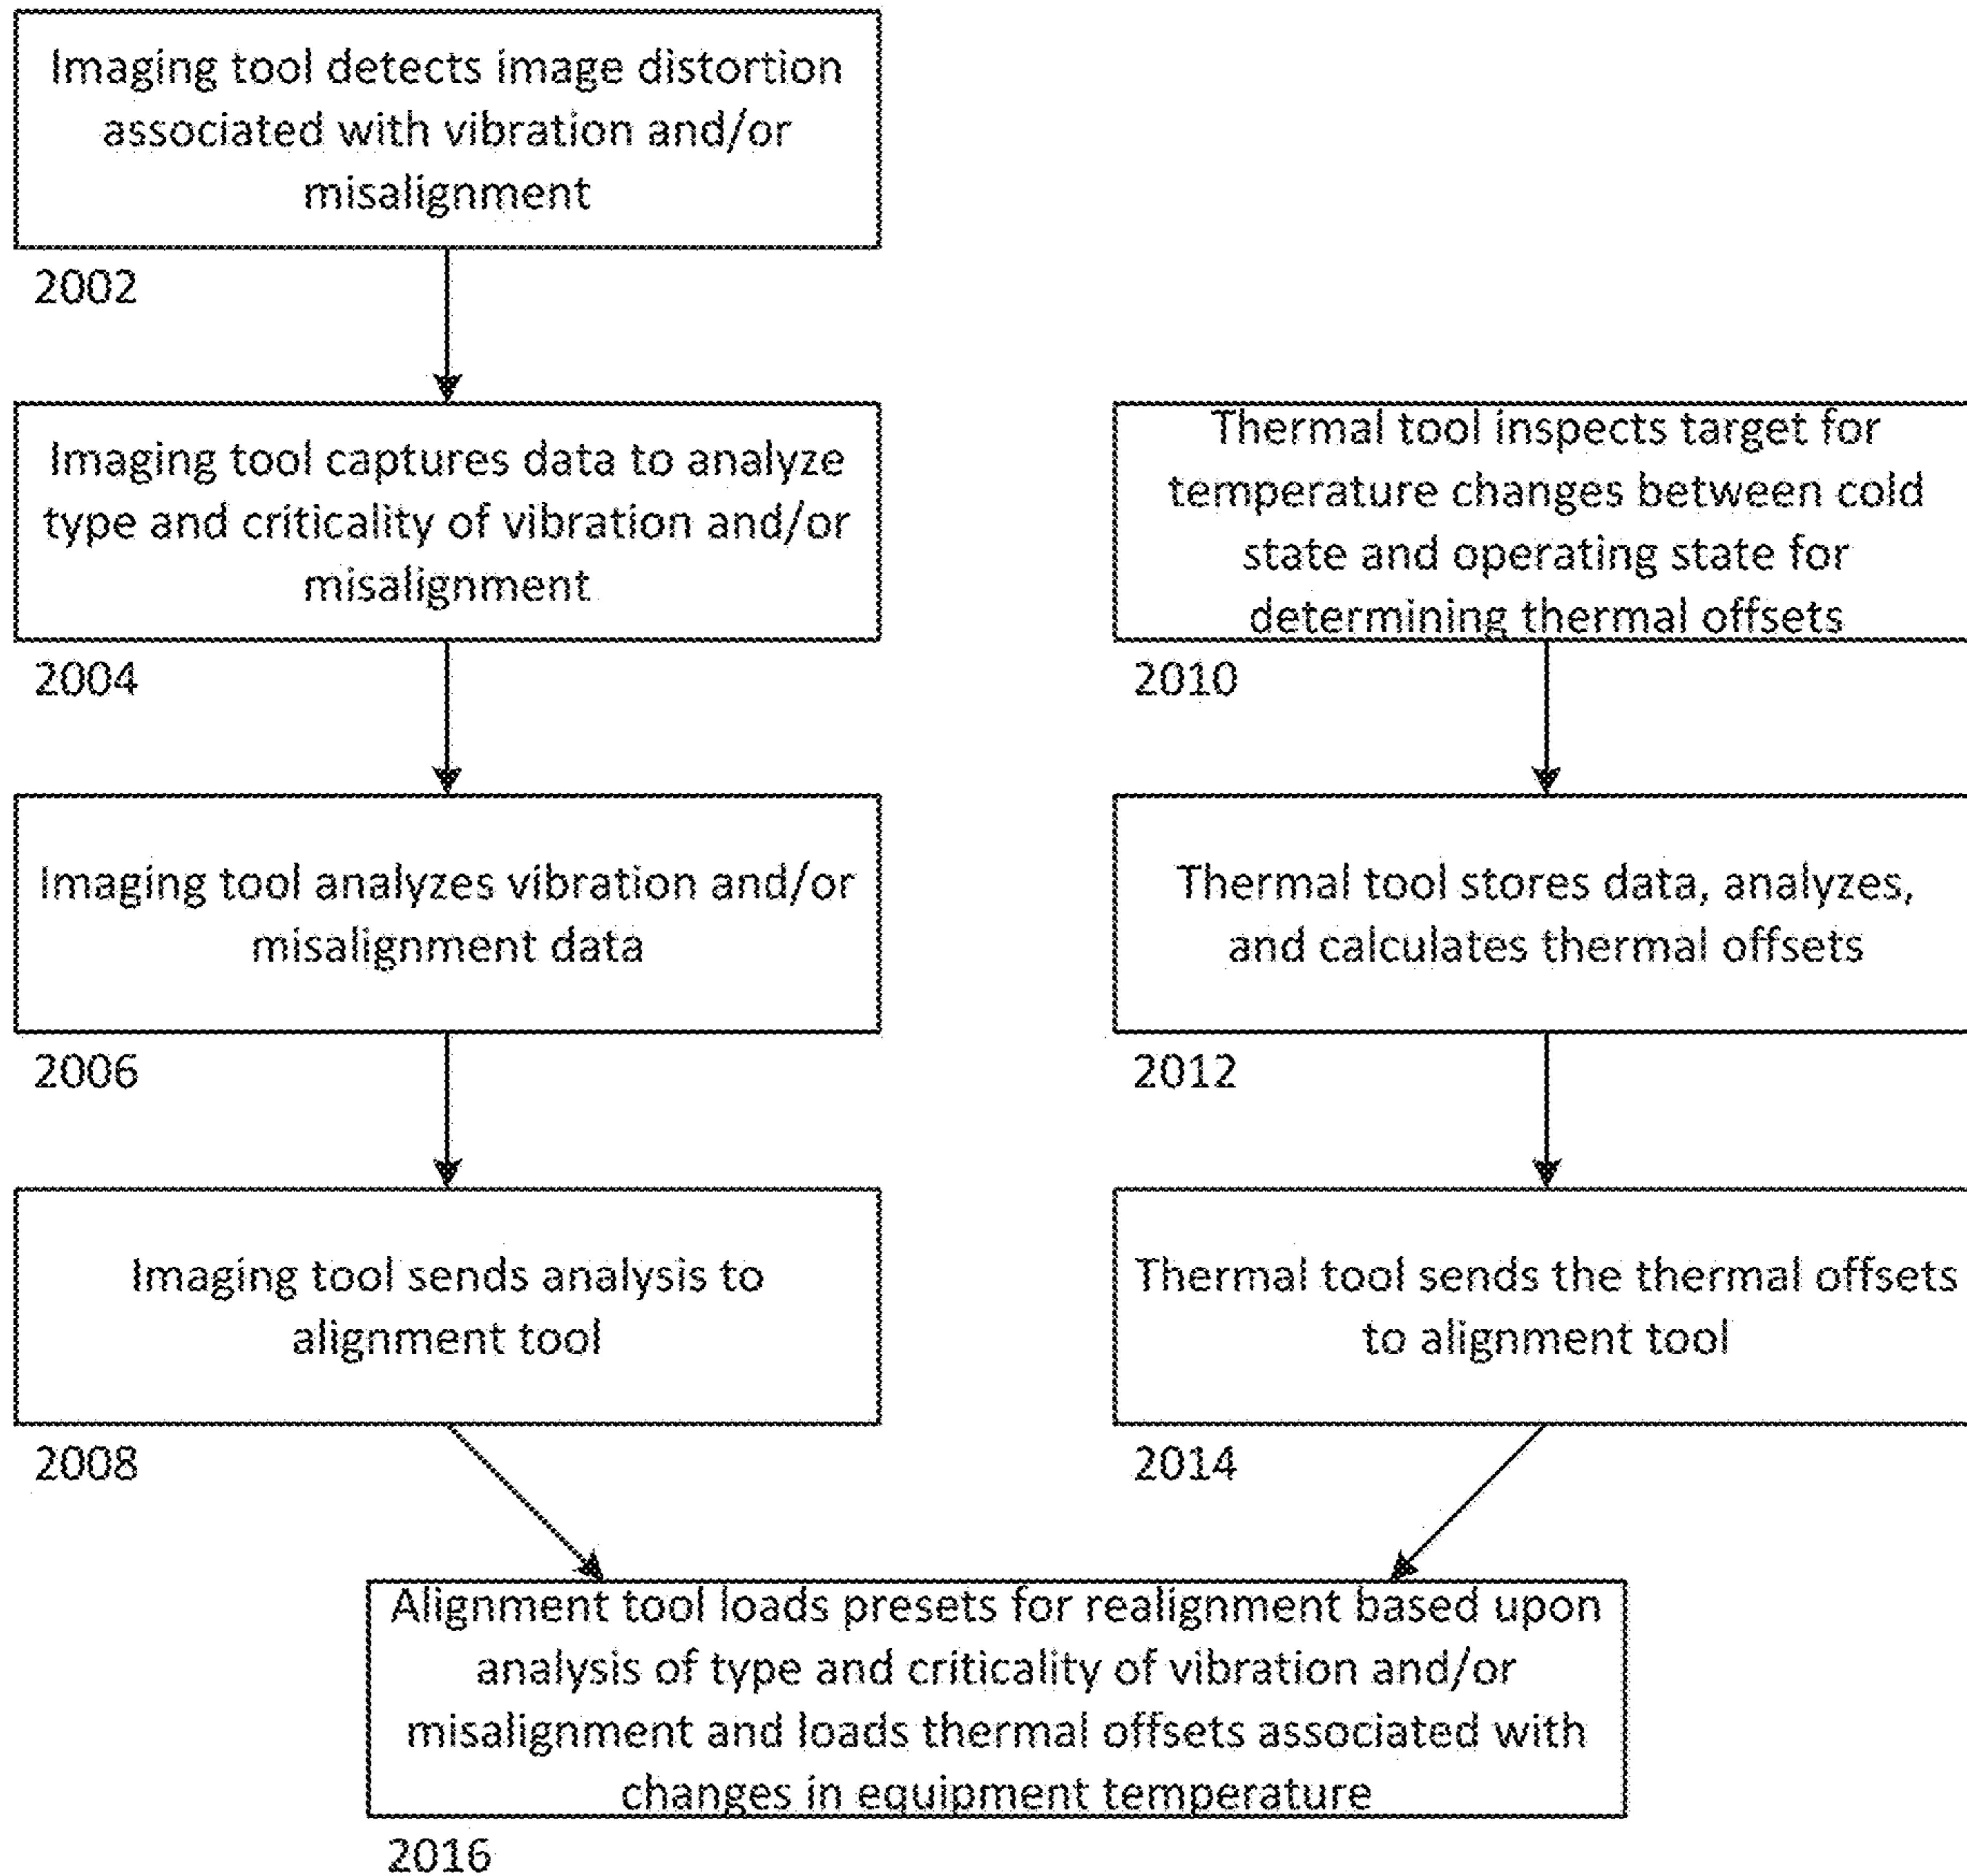 Imaging tool detects image distortion
associated with vibration and/or
misalignment
2002
Imaging tool captures data to analyze
type and criticality of vibration and/or
misalignment
2004
Imaging tool analyzes vibration and/or
misalignment data
2006
Imaging tool sends analysis to
alignment tool
2008
Thermal tool inspects target for
temperature changes between cold
state and operating state for
determining thermal offsets
2010
Thermal tool stores data, analyzes,
and calculates thermal offsets
2012
Thermal tool sends the thermal offsets
to alignment tool
2014
Alignment tool loads presets for realignment based upon
analysis of type and criticality of vibration and/or
misalignment and loads thermal offsets associated with
changes in equipment temperature
2016